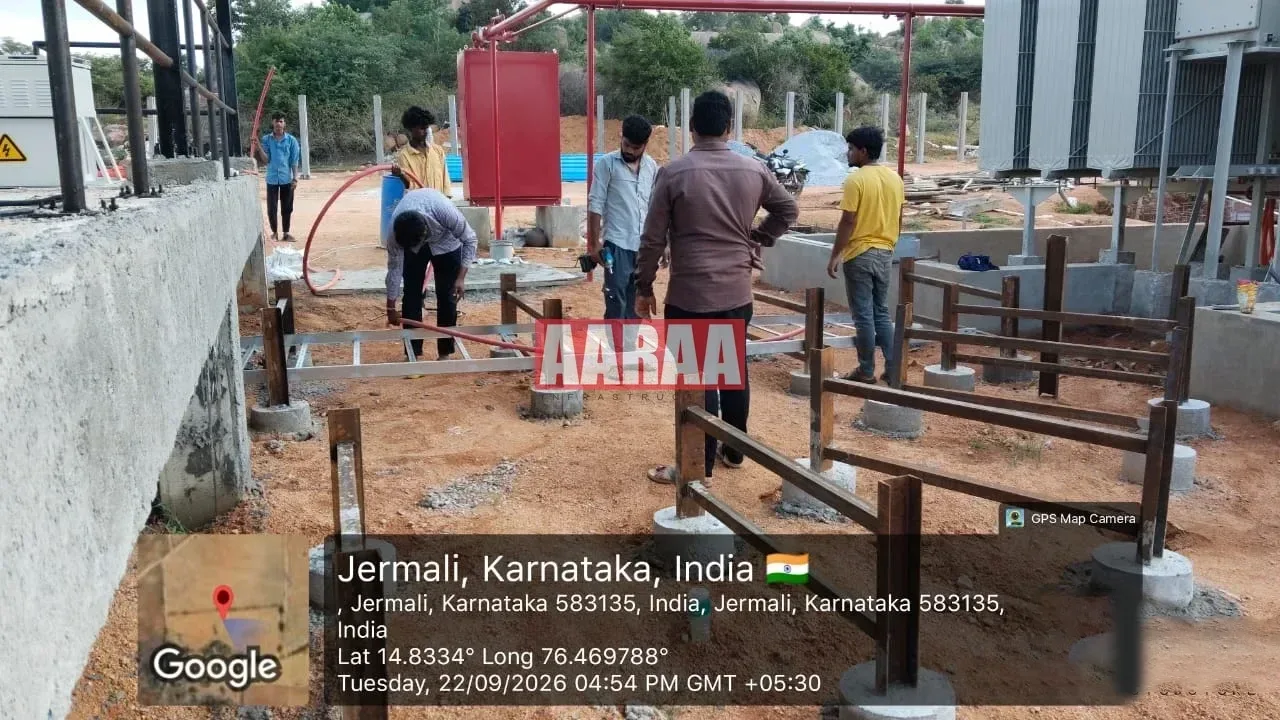 AARAA
INFRASTRUC
GPS Map Camera
Jermali, Karnataka, India
, Jermali, Karnataka 583135, India, Jermali, Karnataka 583135,
India
Lat 14.8334° Long 76.469788°
Tuesday, 22/09/2026 04:54 PM GMT +05:30
Google